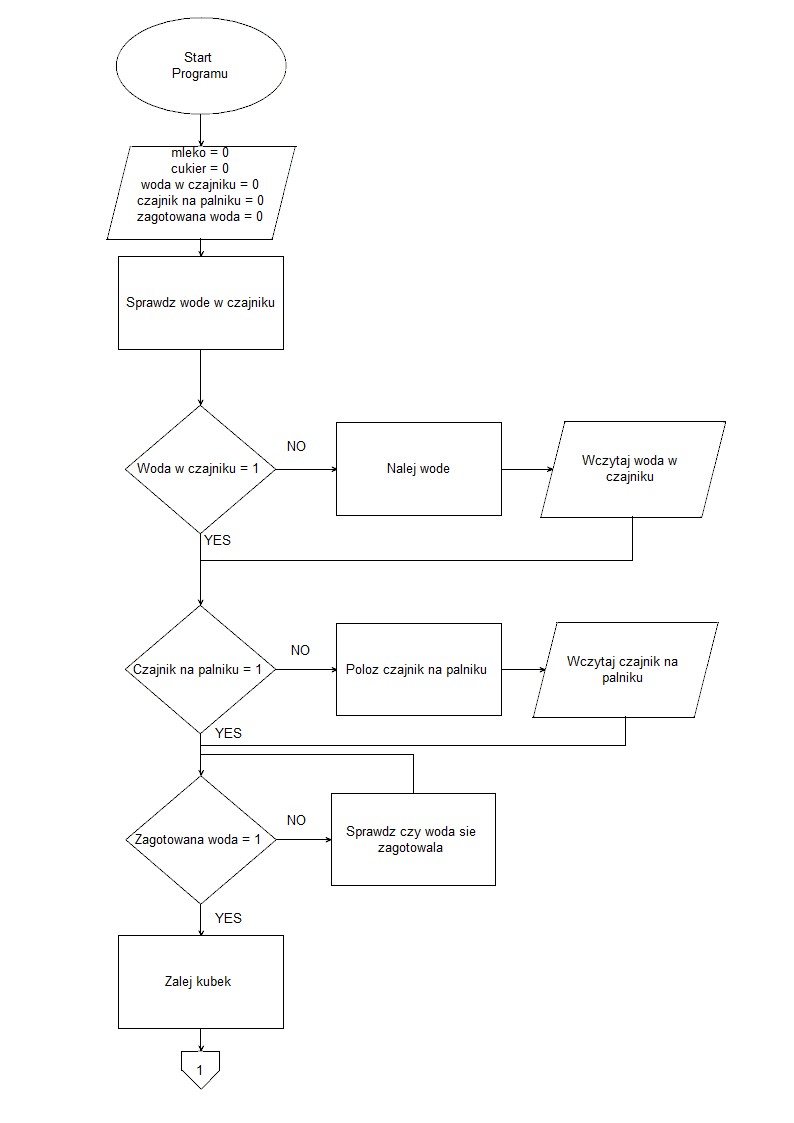 Start
Programu
mleko = 0
cukier = 0
woda w czajniku = 0
czajnik na palniku = 0
zagotowana woda = 0
Sprawdz wode w czajniku
Woda w czajniku = 1
NO
Nalej wode
Wczytaj woda w
czajniku
YES
Czajnik na palniku = 1
NO
Poloz czajnik na palniku
Wczytaj czajnik na
palniku
YES
Zagotowana woda = 1
NO
Sprawdz czy woda sie
zagotowala
YES
Zalej kubek
1